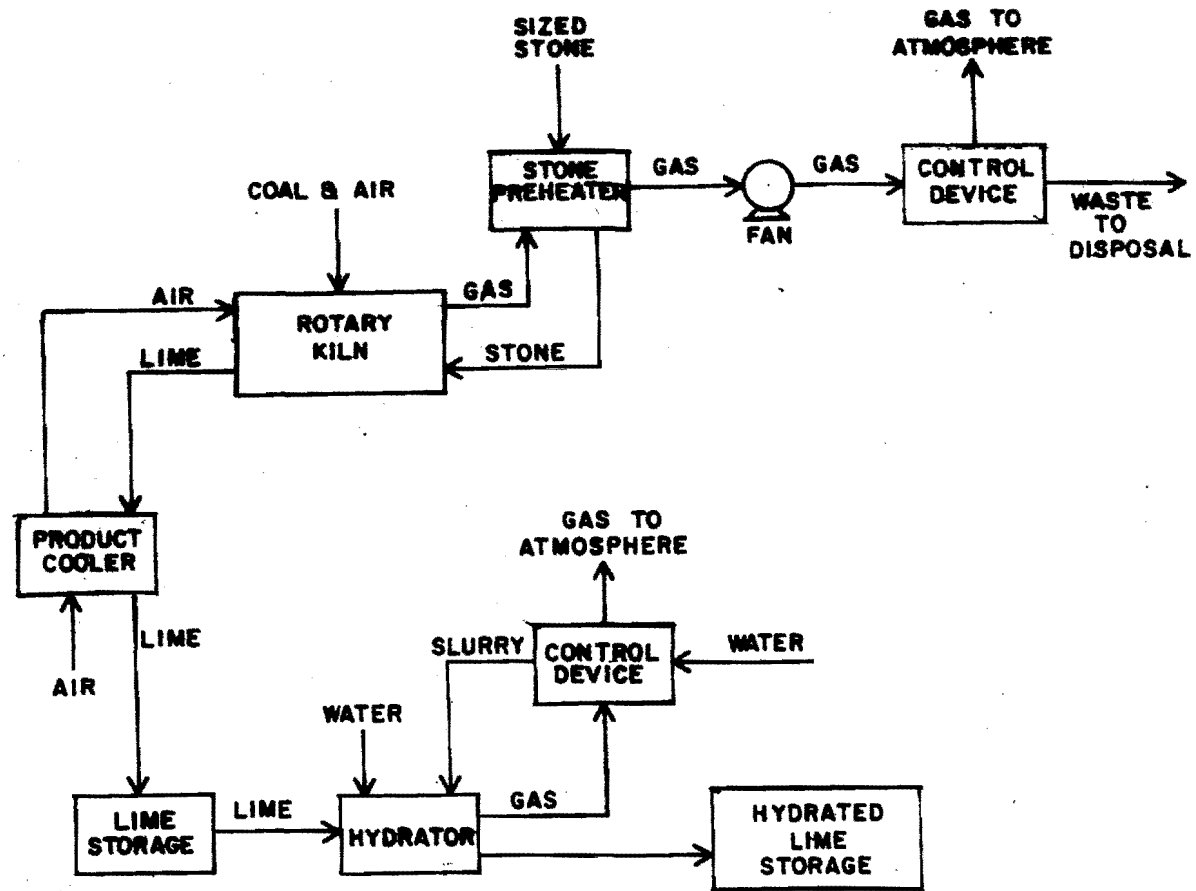 SIZED
STONE
GAS TO
ATMOSPHERE
STONE
PREHEATER
GAS
FAN
GAS
CONTROL
DEVICE
WASTE
TO
DISPOSAL
COAL & AIR
AIR
ROTARY
KILN
GAS
LIME
STONE
PRODUCT
COOLER
AIR
LIME
GAS TO
ATMOSPHERE
SLURRY
CONTROL
DEVICE
WATER
WATER
LIME
STORAGE
LIME
HYDRATOR
GAS
HYDRATED
LIME
STORAGE